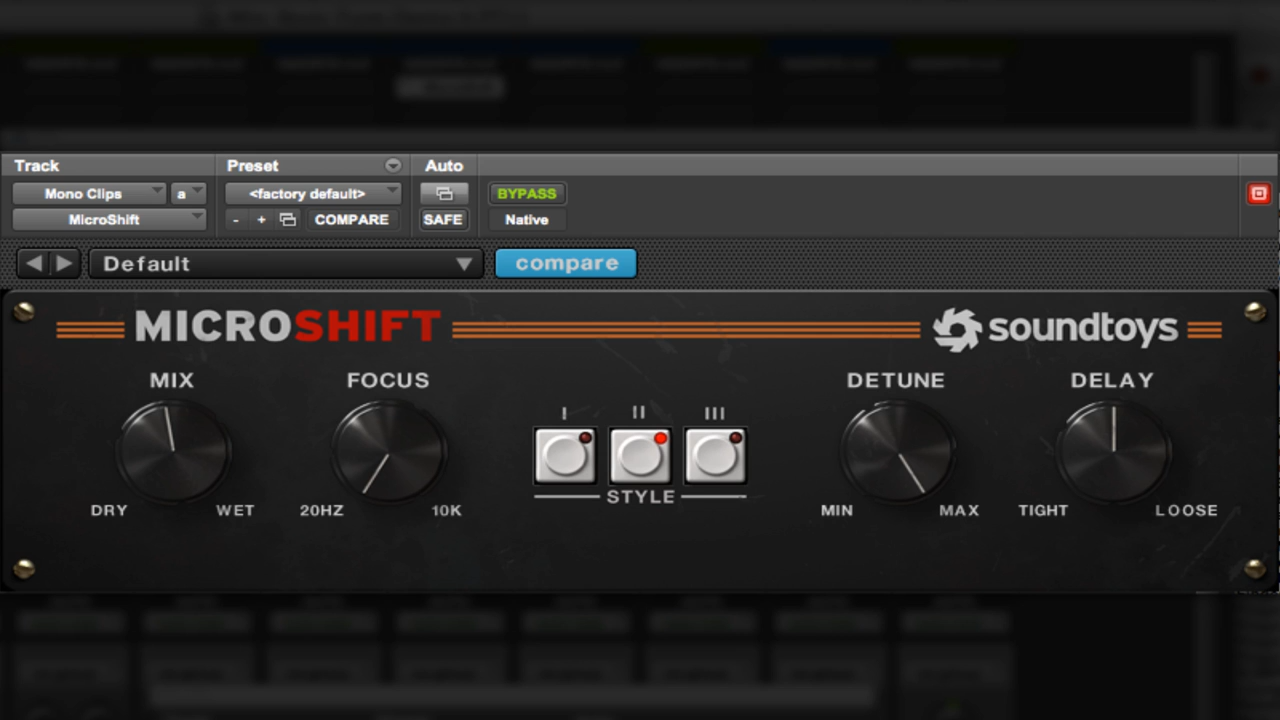 Track Preset Auto
Mono Clips a <factory default> BYPASS
MicroShift - + COMPARE SAFE Native
Default compare
MICROSHIFT soundtoys
MIX FOCUS DETUNE DELAY
I II III
STYLE
DRY WET 20HZ 10K MIN MAX TIGHT LOOSE